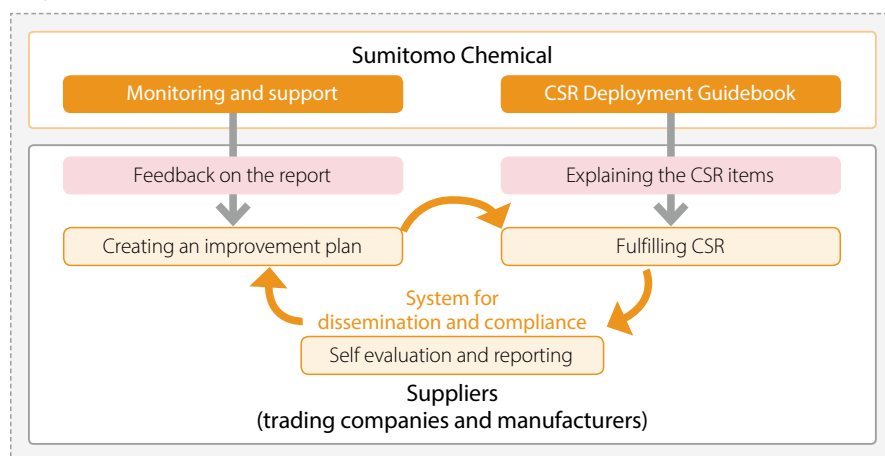 Sumitomo Chemical
Monitoring and support
CSR Deployment Guidebook
Feedback on the report
Explaining the CSR items
Creating an improvement plan
Fulfilling CSR
System for
dissemination and compliance
Self evaluation and reporting
Suppliers
(trading companies and manufacturers)